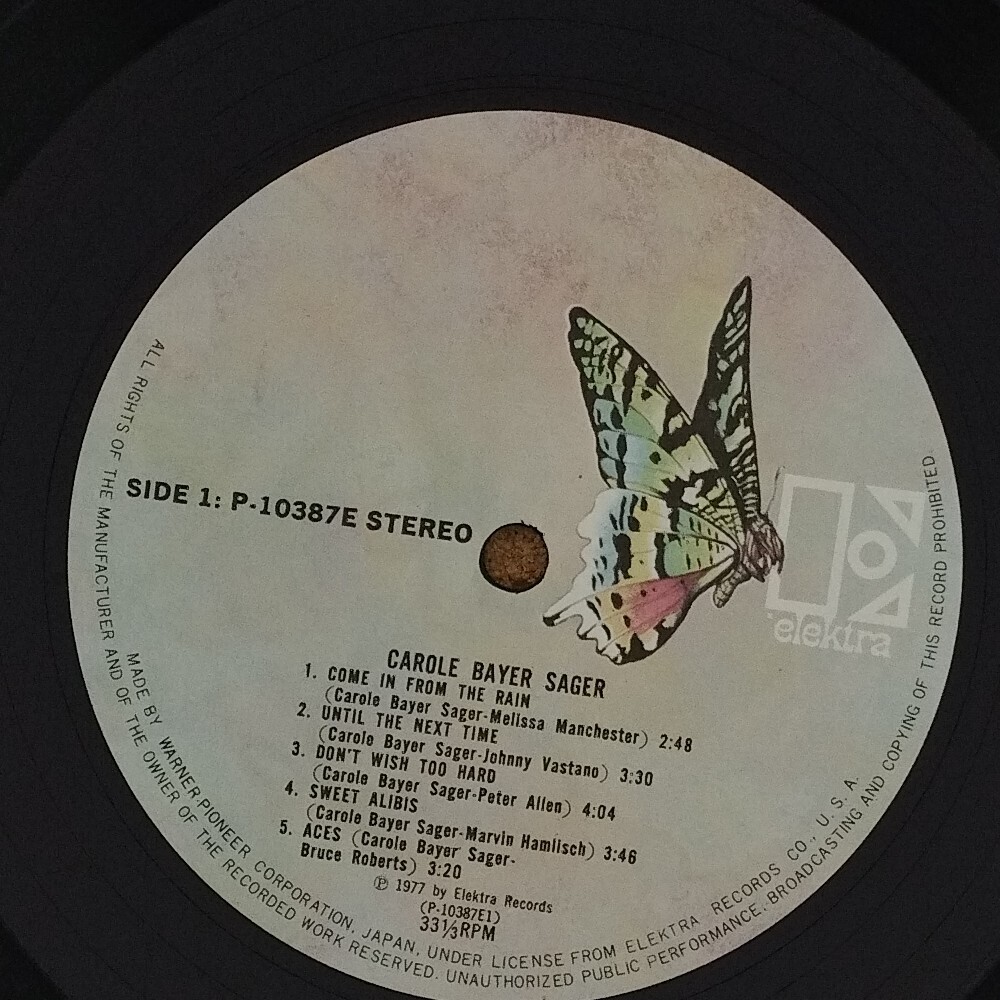 SIDE 1: P-10387E STEREO
elektra
CAROLE BAYER SAGER
1. COME IN FROM THE RAIN
(Carole Bayer Sager-Melissa Manchester) 2:48
2. UNTIL THE NEXT TIME
(Carole Bayer Sager-Johnny Vastano) 3:30
3. DON'T WISH TOO HARD
(Carole Bayer Sager-Peter Allen) 4:04
4. SWEET ALIBIS
(Carole Bayer Sager-Marvin Hamlisch) 3:46
5. ACES (Carole Bayer Sager-
Bruce Roberts) 3:20
Ⓟ 1977 by Elektra Records
(P-10387E1)
33⅓RPM
ALL RIGHTS OF THE MANUFACTURER AND OF THE OWNER OF THE RECORDED WORK RESERVED. UNAUTHORIZED PUBLIC PERFORMANCE. BROADCASTING AND COPYING OF THIS RECORD PROHIBITED
MADE BY WARNER-PIONEER CORPORATION, JAPAN, UNDER LICENSE FROM ELEKTRA RECORDS CO., U. S. A.